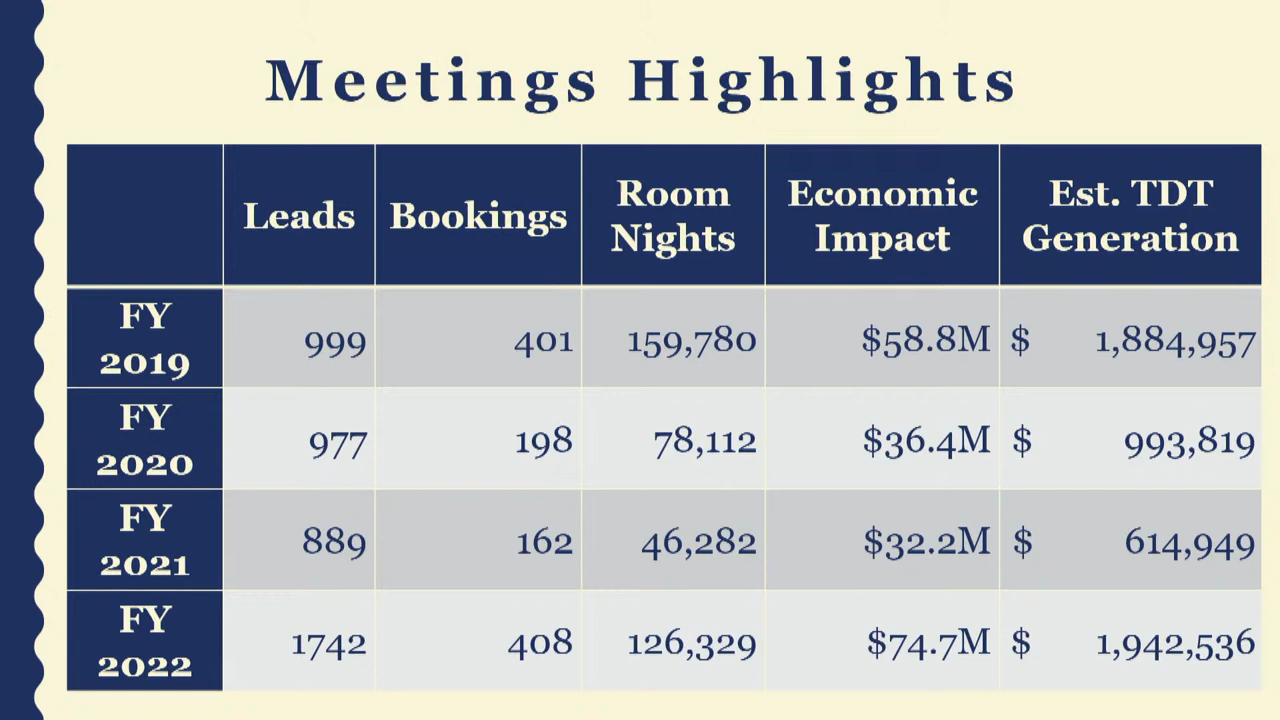 Meetings Highlights
Leads Bookings Room Nights Economic Impact Est. TDT Generation
FY 2019 999 401 159,780 $58.8M $ 1,884,957
FY 2020 977 198 78,112 $36.4M $ 993,819
FY 2021 889 162 46,282 $32.2M $ 614,949
FY 2022 1742 408 126,329 $74.7M $ 1,942,536